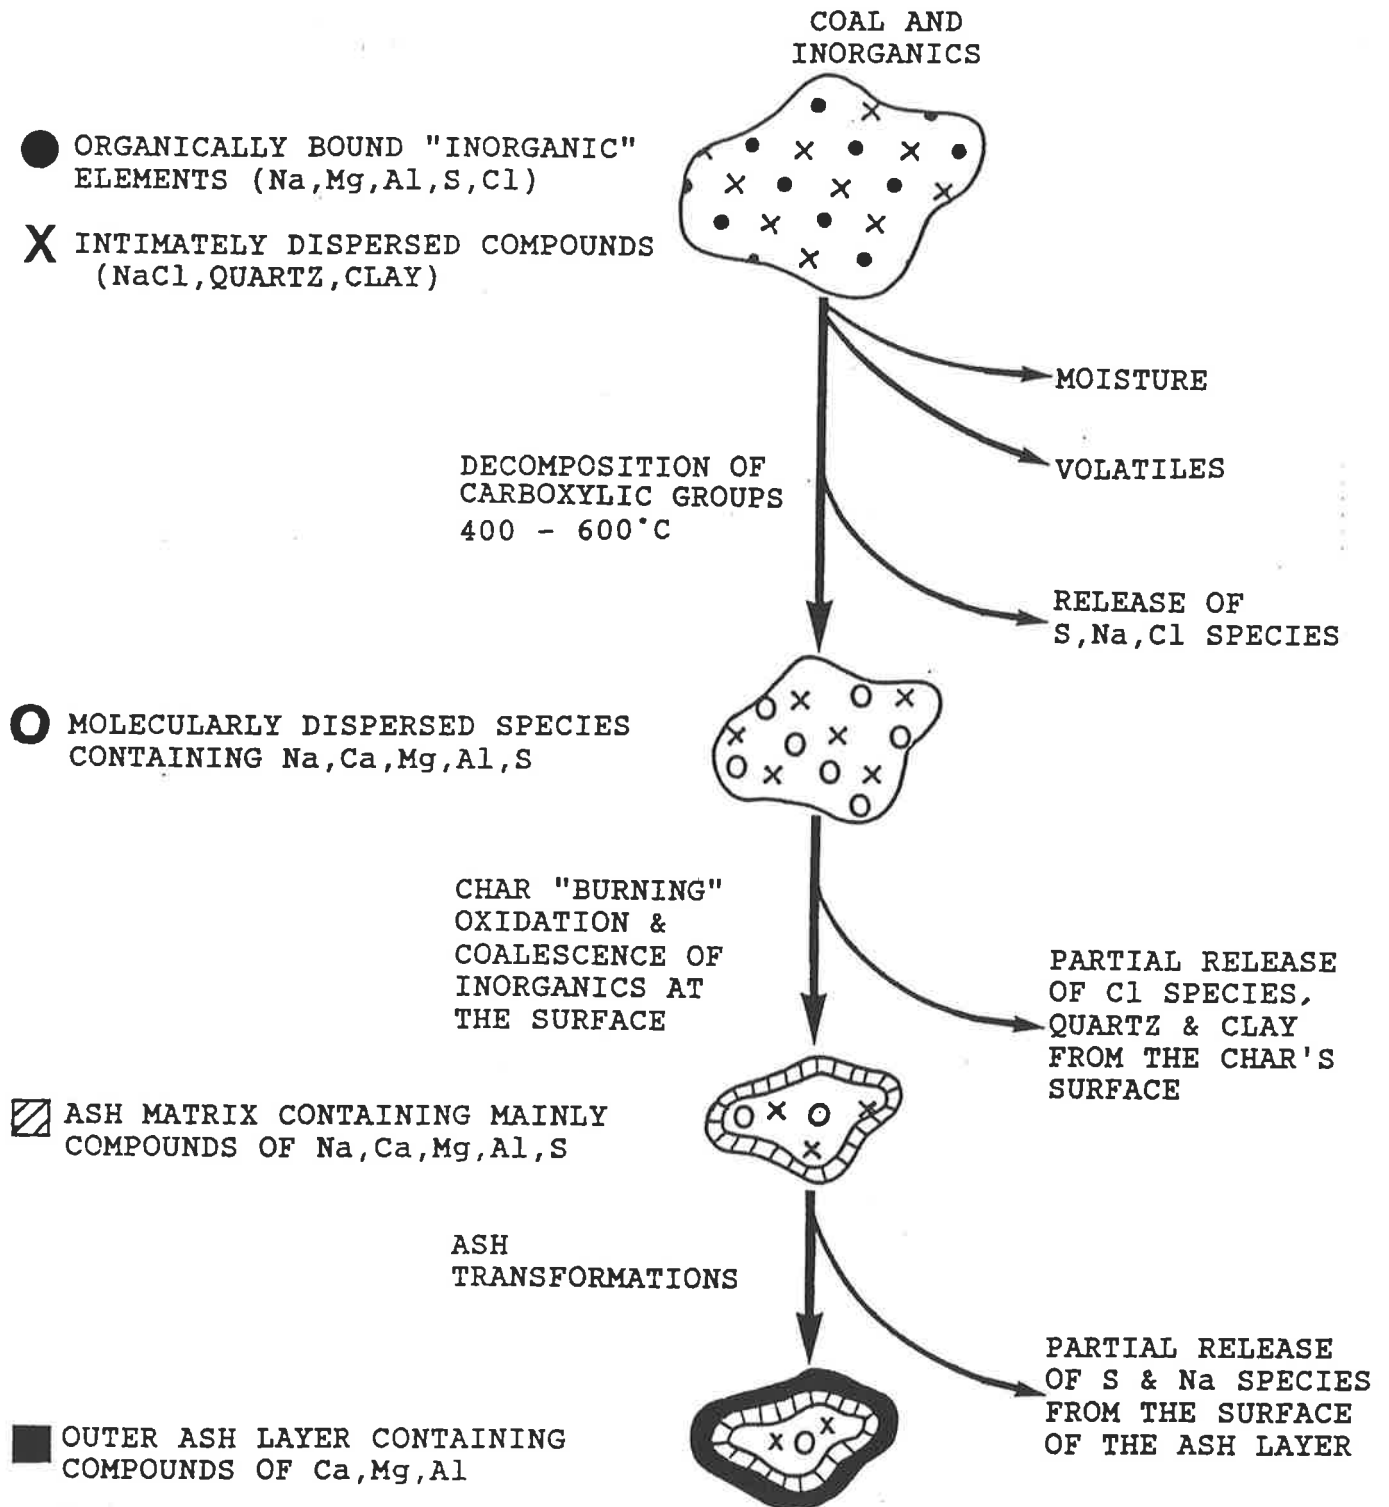 COAL AND
INORGANICS
ORGANICALLY BOUND "INORGANIC"
ELEMENTS (Na,Mg,Al,S,Cl)
X INTIMATELY DISPERSED COMPOUNDS
(NaCl,QUARTZ,CLAY)
MOISTURE
VOLATILES
DECOMPOSITION OF
CARBOXYLIC GROUPS
400 - 600°C
RELEASE OF
S,Na,Cl SPECIES
O MOLECULARLY DISPERSED SPECIES
CONTAINING Na,Ca,Mg,Al,S
CHAR "BURNING"
OXIDATION &
COALESCENCE OF
INORGANICS AT
THE SURFACE
PARTIAL RELEASE
OF Cl SPECIES,
QUARTZ & CLAY
FROM THE CHAR'S
SURFACE
ASH MATRIX CONTAINING MAINLY
COMPOUNDS OF Na,Ca,Mg,Al,S
ASH
TRANSFORMATIONS
PARTIAL RELEASE
OF S & Na SPECIES
FROM THE SURFACE
OF THE ASH LAYER
OUTER ASH LAYER CONTAINING
COMPOUNDS OF Ca,Mg,Al